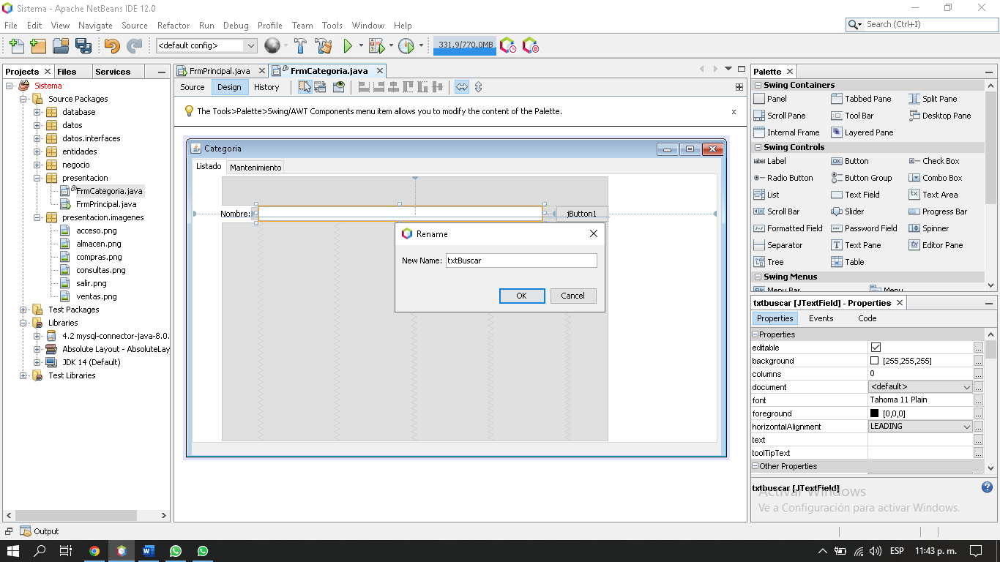 Sistema - Apache NetBeans IDE 12.0
File Edit View Navigate Source Refactor Run Debug Profile Team Tools Window Help
Search (Ctrl+I)
<default config>
331,9/770,0MB
Projects
Files
Services
Sistema
Source Packages
database
datos
datos.interfaces
entidades
negocio
presentacion
FrmCategoria.java
FrmPrincipal.java
presentacion.imagenes
acceso.png
almacen.png
compras.png
consultas.png
salir.png
ventas.png
Test Packages
Libraries
4.2 mysql-connector-java-8.0.
Absolute Layout - AbsoluteLay
JDK 14 (Default)
Test Libraries
FrmPrincipal.java
FrmCategoria.java
Source Design History
The Tools>Palette>Swing/AWT Components menu item allows you to modify the content of the Palette.
x
Categoria
Listado
Mantenimiento
Nombre:
jButton1
Rename
New Name:
txtBuscar
OK
Cancel
Palette
Swing Containers
Panel Tabbed Pane Split Pane
Scroll Pane Tool Bar Desktop Pane
Internal Frame Layered Pane
Swing Controls
Label Button Check Box
Radio Button Button Group Combo Box
List Text Field Text Area
Scroll Bar Slider Progress Bar
Formatted Field Password Field Spinner
Separator Text Pane Editor Pane
Tree Table
Swing Menus
Menu Bar Menu
txtbuscar [JTextField] - Properties
Properties Events Code
Properties
editable
background [255,255,255]
columns 0
document <default>
font Tahoma 11 Plain
foreground [0,0,0]
horizontalAlignment LEADING
text
toolTipText
Other Properties
txtbuscar [JTextField]
Activar Windows
Ve a Configuración para activar Windows.
Output
ESP
11:43 p. m.